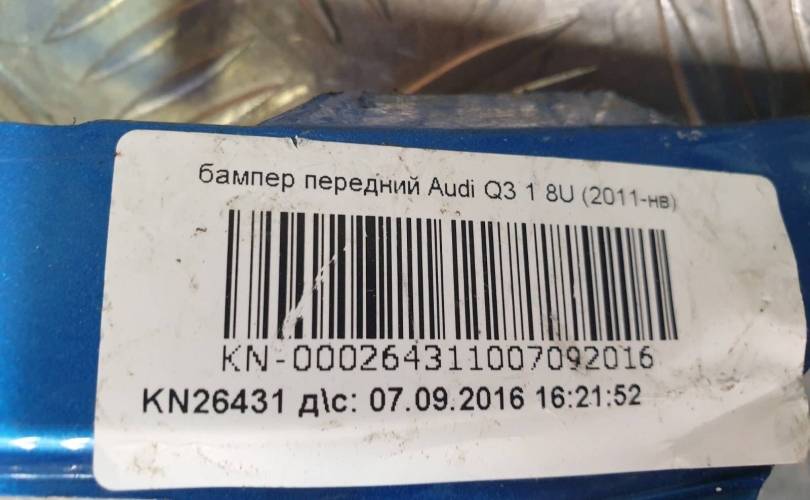 бампер передний Audi Q3 1 8U (2011-нв)
KN-000264311007092016
KN26431 д\с: 07.09.2016 16:21:52